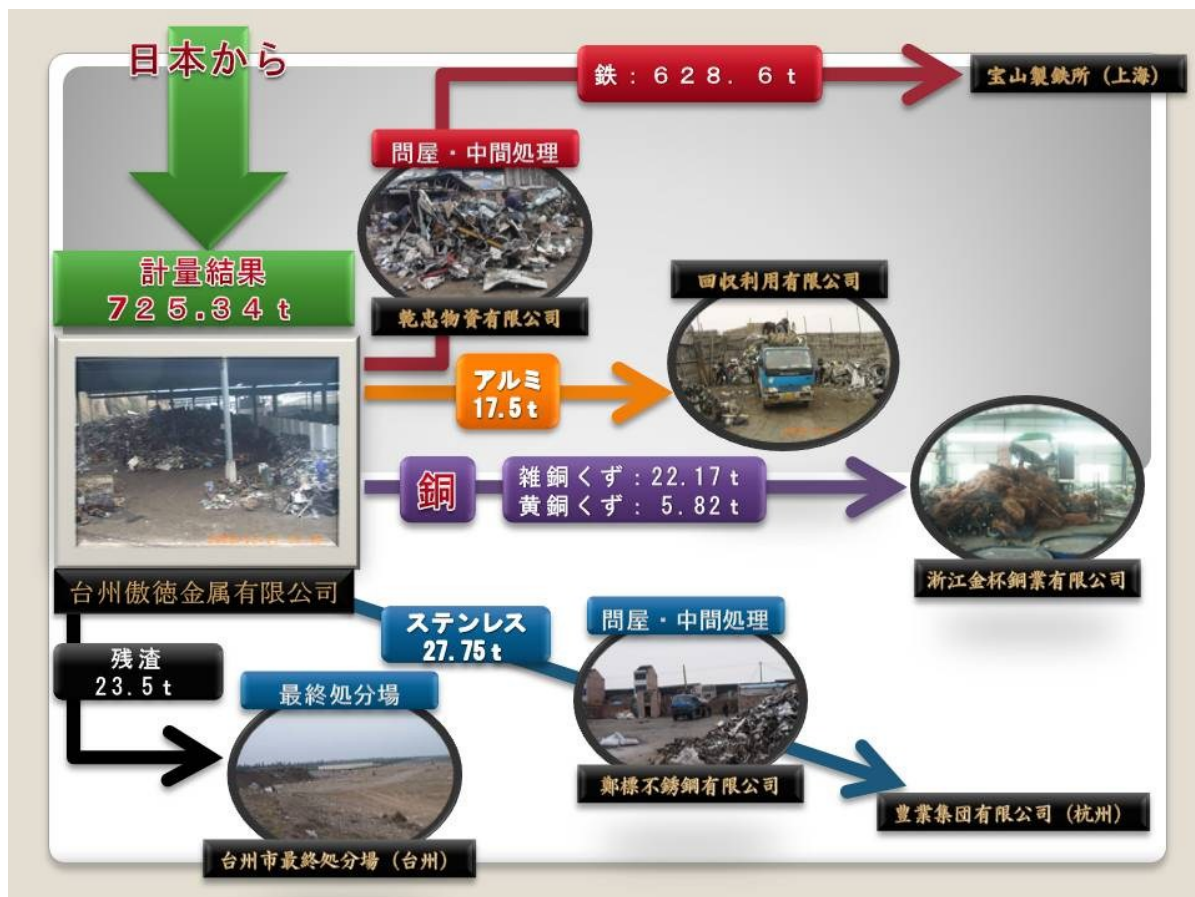 日本から
鉄：６２８．６ｔ
宝山製鉄所（上海）
問屋・中間処理
乾忠物資有限公司
計量結果
７２５.３４ｔ
回収利用有限公司
アルミ
17.5t
銅
雑銅くず：22.17ｔ
黄銅くず： 5.82ｔ
浙江金杯銅業有限公司
台州傲徳金属有限公司
ステンレス
27.75t
問屋・中間処理
鄭標不銹鋼有限公司
豊業集団有限公司（杭州）
残渣
23.5ｔ
最終処分場
台州市最終処分場（台州）